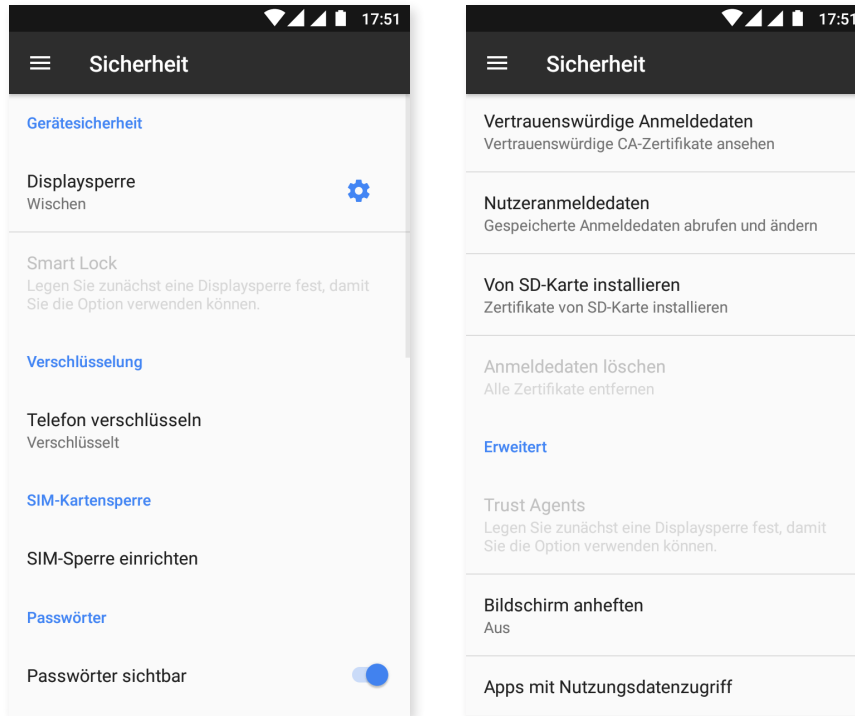 17:51
Sicherheit
Gerätesicherheit
Displaysperre
Wischen
Smart Lock
Legen Sie zunächst eine Displaysperre fest, damit
Sie die Option verwenden können.
Verschlüsselung
Telefon verschlüsseln
Verschlüsselt
SIM-Kartensperre
SIM-Sperre einrichten
Passwörter
Passwörter sichtbar
17:51
Sicherheit
Vertrauenswürdige Anmeldedaten
Vertrauenswürdige CA-Zertifikate ansehen
Nutzeranmeldedaten
Gespeicherte Anmeldedaten abrufen und ändern
Von SD-Karte installieren
Zertifikate von SD-Karte installieren
Anmeldedaten löschen
Alle Zertifikate entfernen
Erweitert
Trust Agents
Legen Sie zunächst eine Displaysperre fest, damit
Sie die Option verwenden können.
Bildschirm anheften
Aus
Apps mit Nutzungsdatenzugriff